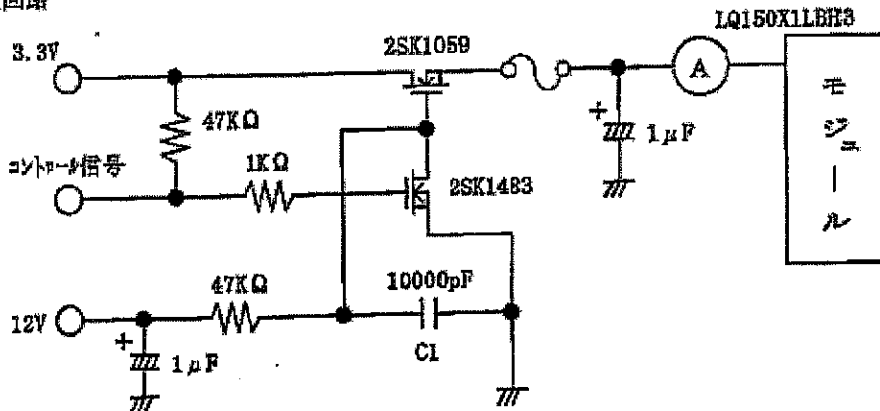 回路
LQ150X1LBH3
3.3V
2SK1059
A
モジュール
47KΩ
+
1μF
コントロール信号
1KΩ
2SK1483
47KΩ
10000pF
12V
+
1μF
C1